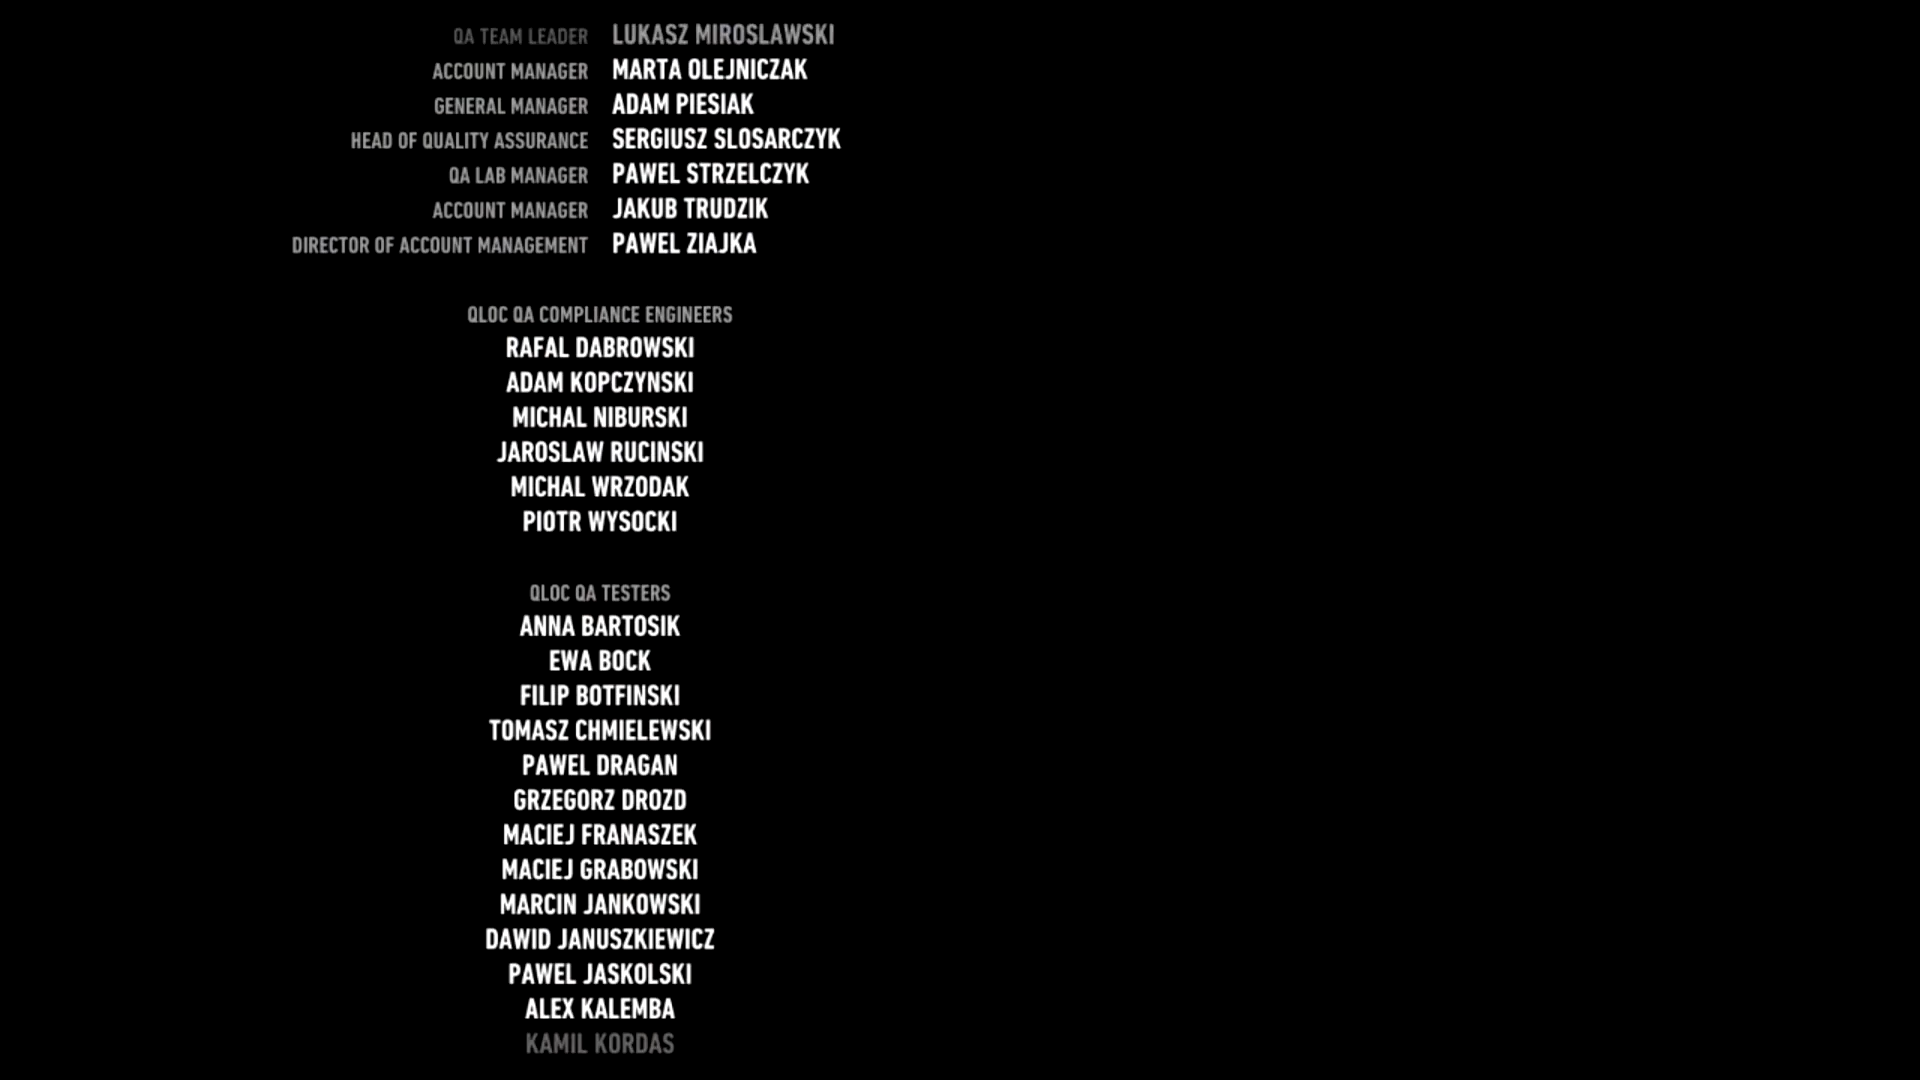 QA TEAM LEADER LUKASZ MIROSLAWSKI
ACCOUNT MANAGER MARTA OLEJNICZAK
GENERAL MANAGER ADAM PIESIAK
HEAD OF QUALITY ASSURANCE SERGIUSZ SLOSARCZYK
QA LAB MANAGER PAWEL STRZELCZYK
ACCOUNT MANAGER JAKUB TRUDZIK
DIRECTOR OF ACCOUNT MANAGEMENT PAWEL ZIAJKA
QLOC QA COMPLIANCE ENGINEERS
RAFAL DABROWSKI
ADAM KOPCZYNSKI
MICHAL NIBURSKI
JAROSLAW RUCINSKI
MICHAL WRZODAK
PIOTR WYSOCKI
QLOC QA TESTERS
ANNA BARTOSIK
EWA BOCK
FILIP BOTFINSKI
TOMASZ CHMIELEWSKI
PAWEL DRAGAN
GRZEGORZ DROZD
MACIEJ FRANASZEK
MACIEJ GRABOWSKI
MARCIN JANKOWSKI
DAWID JANUSZKIEWICZ
PAWEL JASKOLSKI
ALEX KALEMBA
KAMIL KORDAS